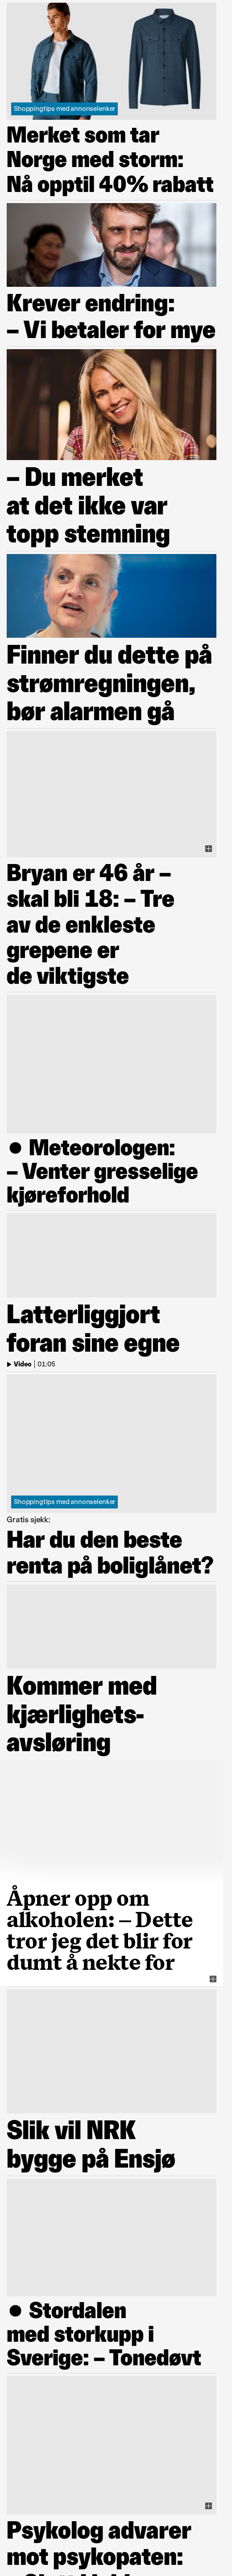 Shoppingtips med annonselenker
Merket som tar
Norge med storm:
Nå opptil 40% rabatt
Krever endring:
– Vi betaler for mye
– Du merket
at det ikke var
topp stemning
Finner du dette på
strømregningen,
bør alarmen gå
Bryan er 46 år –
skal bli 18: – Tre
av de enkleste
grepene er
de viktigste
● Meteorologen:
– Venter gresselige
kjøreforhold
Latterliggjort
foran sine egne
Video | 01:05
Shoppingtips med annonselenker
Gratis sjekk:
Har du den beste
renta på boliglånet?
Kommer med
kjærlighets-
avsløring
Åpner opp om
alkoholen: – Dette
tror jeg det blir for
dumt å nekte for
Slik vil NRK
bygge på Ensjø
● Stordalen
med storkupp i
Sverige: – Tonedøvt
Psykolog advarer
mot psykopaten: